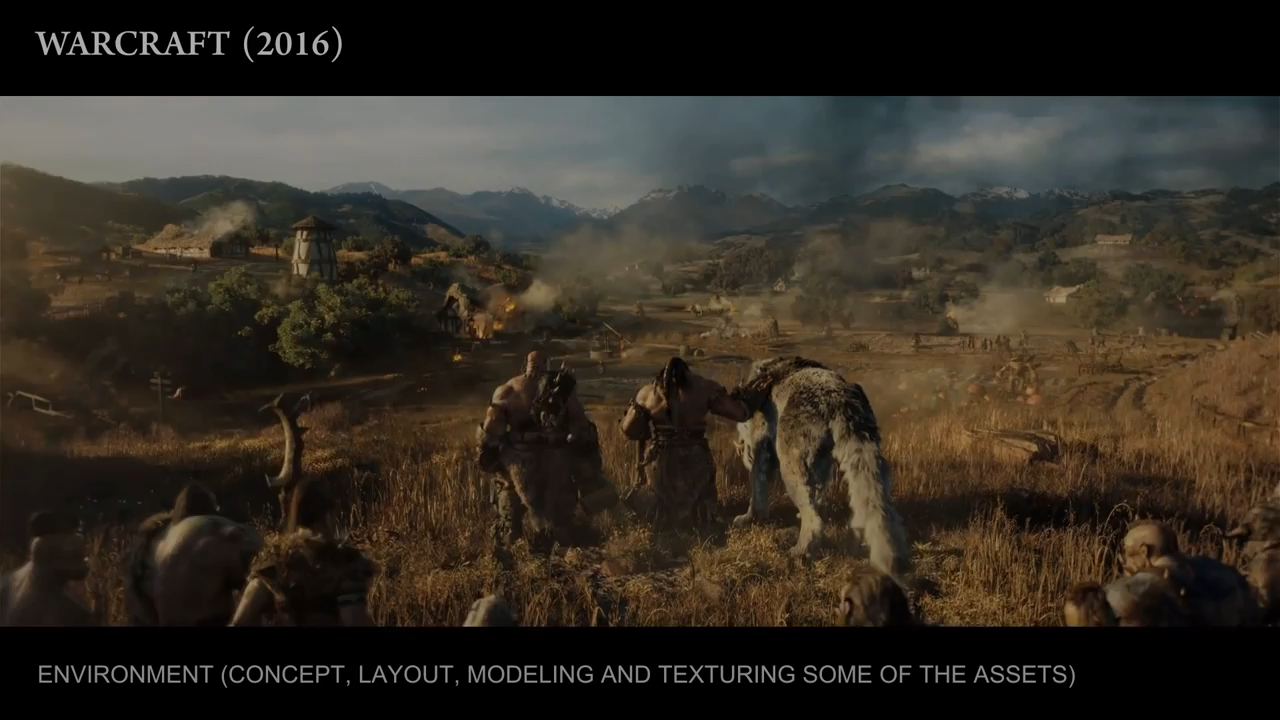 WARCRAFT (2016)
ENVIRONMENT (CONCEPT, LAYOUT, MODELING AND TEXTURING SOME OF THE ASSETS)